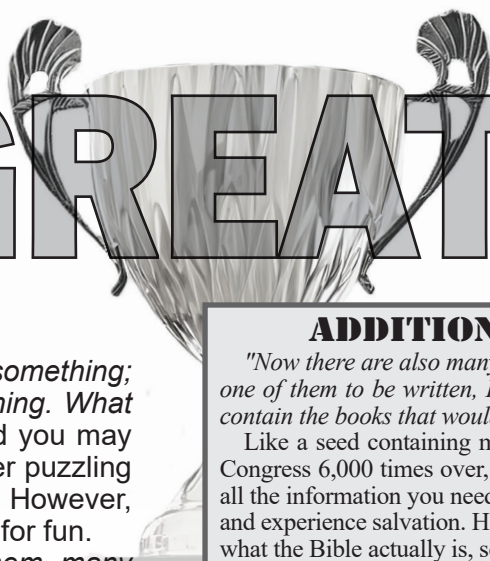 GREAT
something;
hing. What
d you may
er puzzling
However,
for fun.
em many
ADDITION
"Now there are also many
one of them to be written, I
contain the books that woul
Like a seed containing m
Congress 6,000 times over,
all the information you need
and experience salvation. H
what the Bible actually is, s